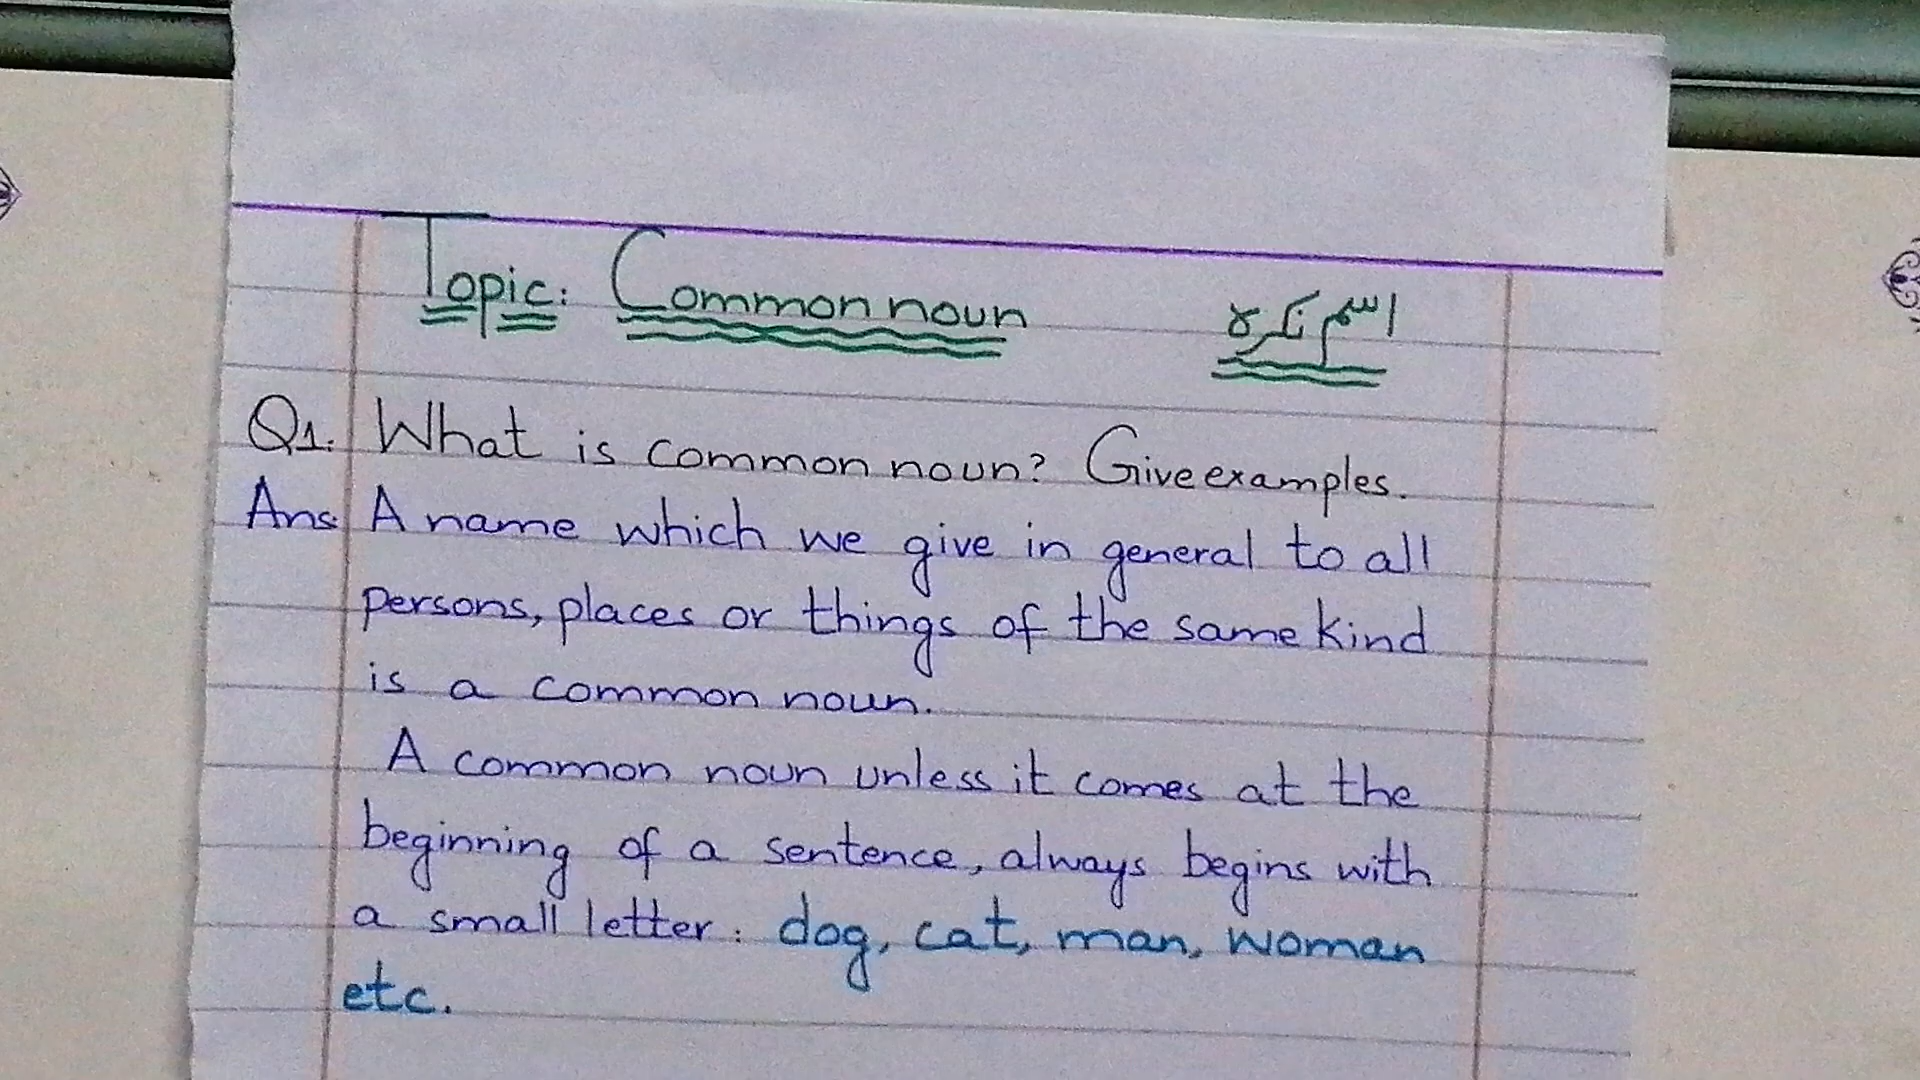 Topic: Common noun اسم نکرہ
Q1. What is common noun? Give examples.
Ans: A name which we give in general to all
persons, places or things of the same kind
is a common noun.
A common noun unless it comes at the
beginning of a sentence, always begins with
a small letter: dog, cat, man, woman
etc.